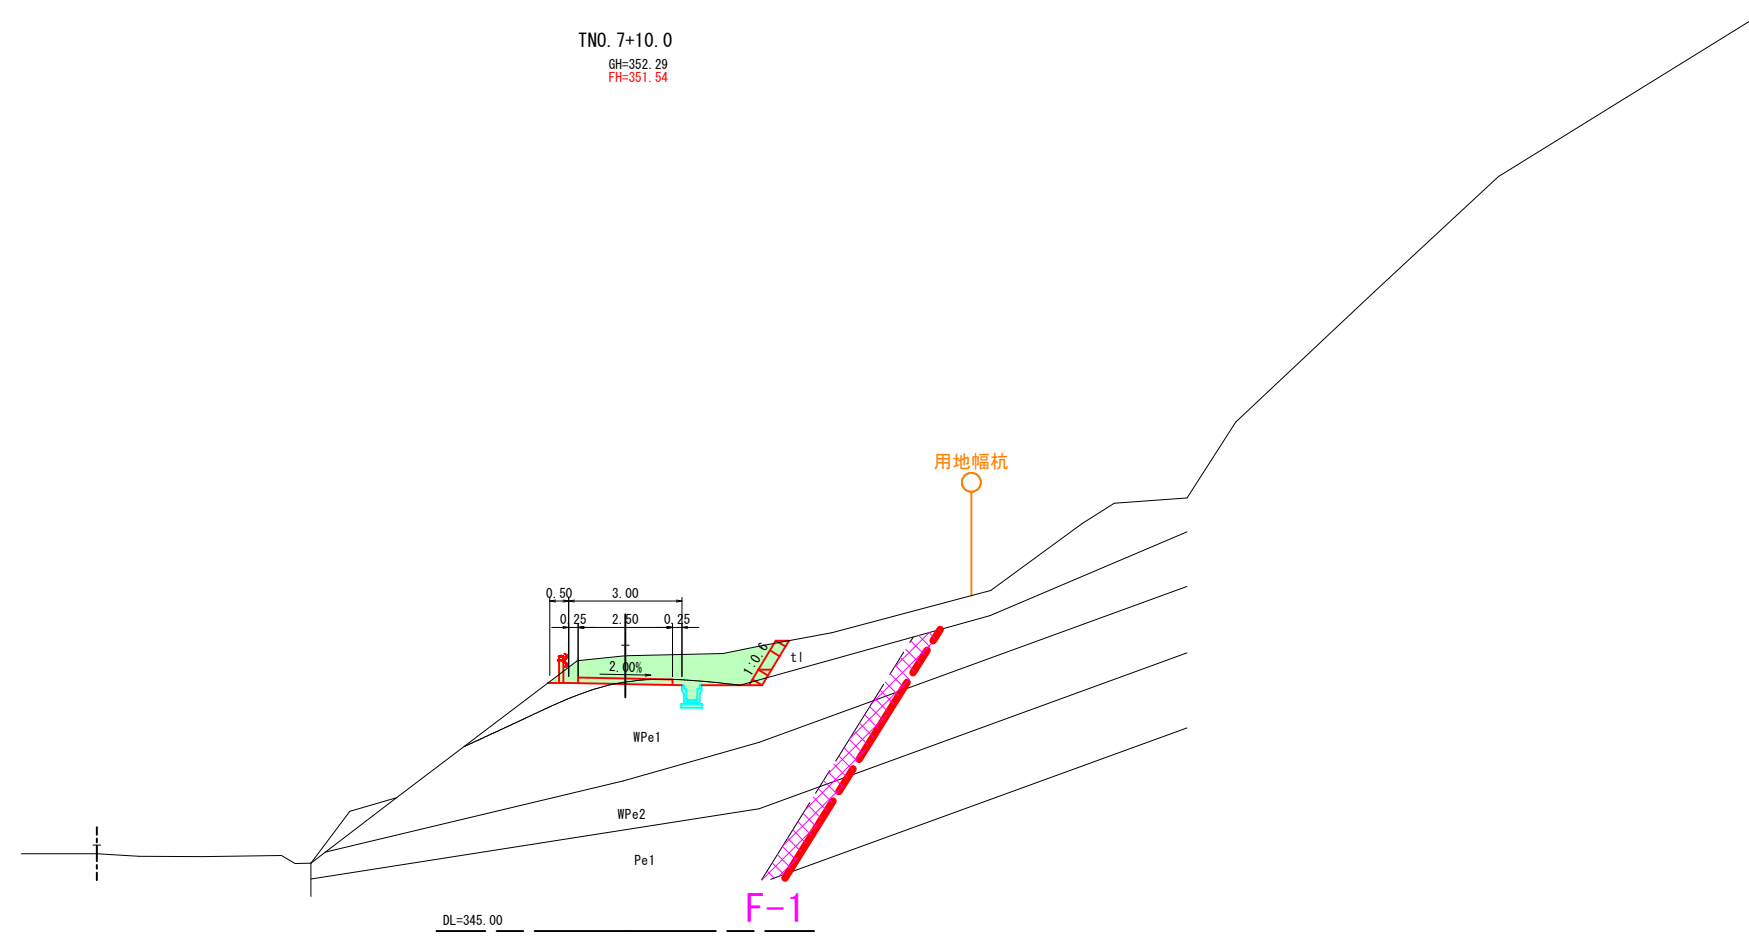 TNO. 7+10.0
GH=352.29
FH=351.54
用地幅杭
0.50 3.00
0.25 2.50 0.25
2.00%
1:0.6
tl
WPe1
WPe2
Pe1
F-1
DL=345.00